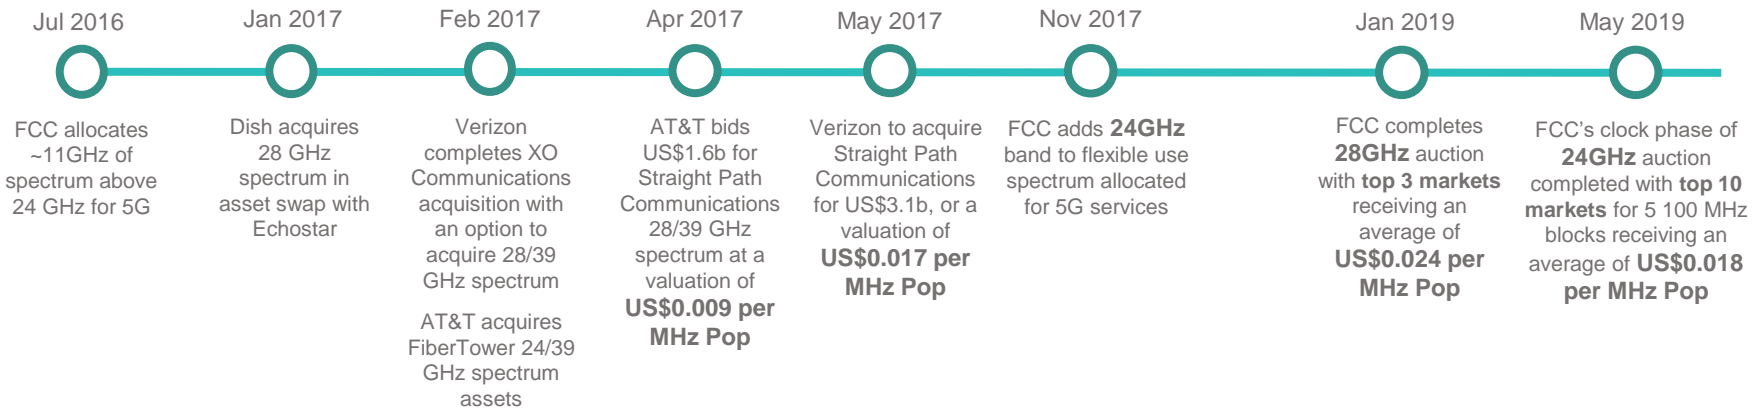 Jul 2016
FCC allocates
~11GHz of
spectrum above
24 GHz for 5G
Jan 2017
Dish acquires
28 GHz
spectrum in
asset swap with
Echostar
Feb 2017
Verizon
completes XO
Communications
acquisition with
an option to
acquire 28/39
GHz spectrum
AT&T acquires
FiberTower 24/39
GHz spectrum
assets
Apr 2017
AT&T bids
US$1.6b for
Straight Path
Communications
28/39 GHz
spectrum at a
valuation of
US$0.009 per
MHz Pop
May 2017
Verizon to acquire
Straight Path
Communications
for US$3.1b, or a
valuation of
US$0.017 per
MHz Pop
Nov 2017
FCC adds 24GHz
band to flexible use
spectrum allocated
for 5G services
Jan 2019
FCC completes
28GHz auction
with top 3 markets
receiving an
average of
US$0.024 per
MHz Pop
May 2019
FCC's clock phase of
24GHz auction
completed with top 10
markets for 5 100 MHz
blocks receiving an
average of US$0.018
per MHz Pop